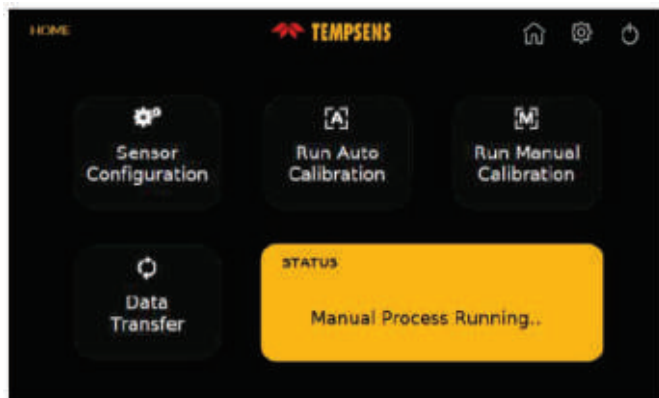 HOME
TEMPSENS
[A]
[M]
Sensor
Configuration
Run Auto
Calibration
Run Manual
Calibration
Data
Transfer
STATUS
Manual Process Running..